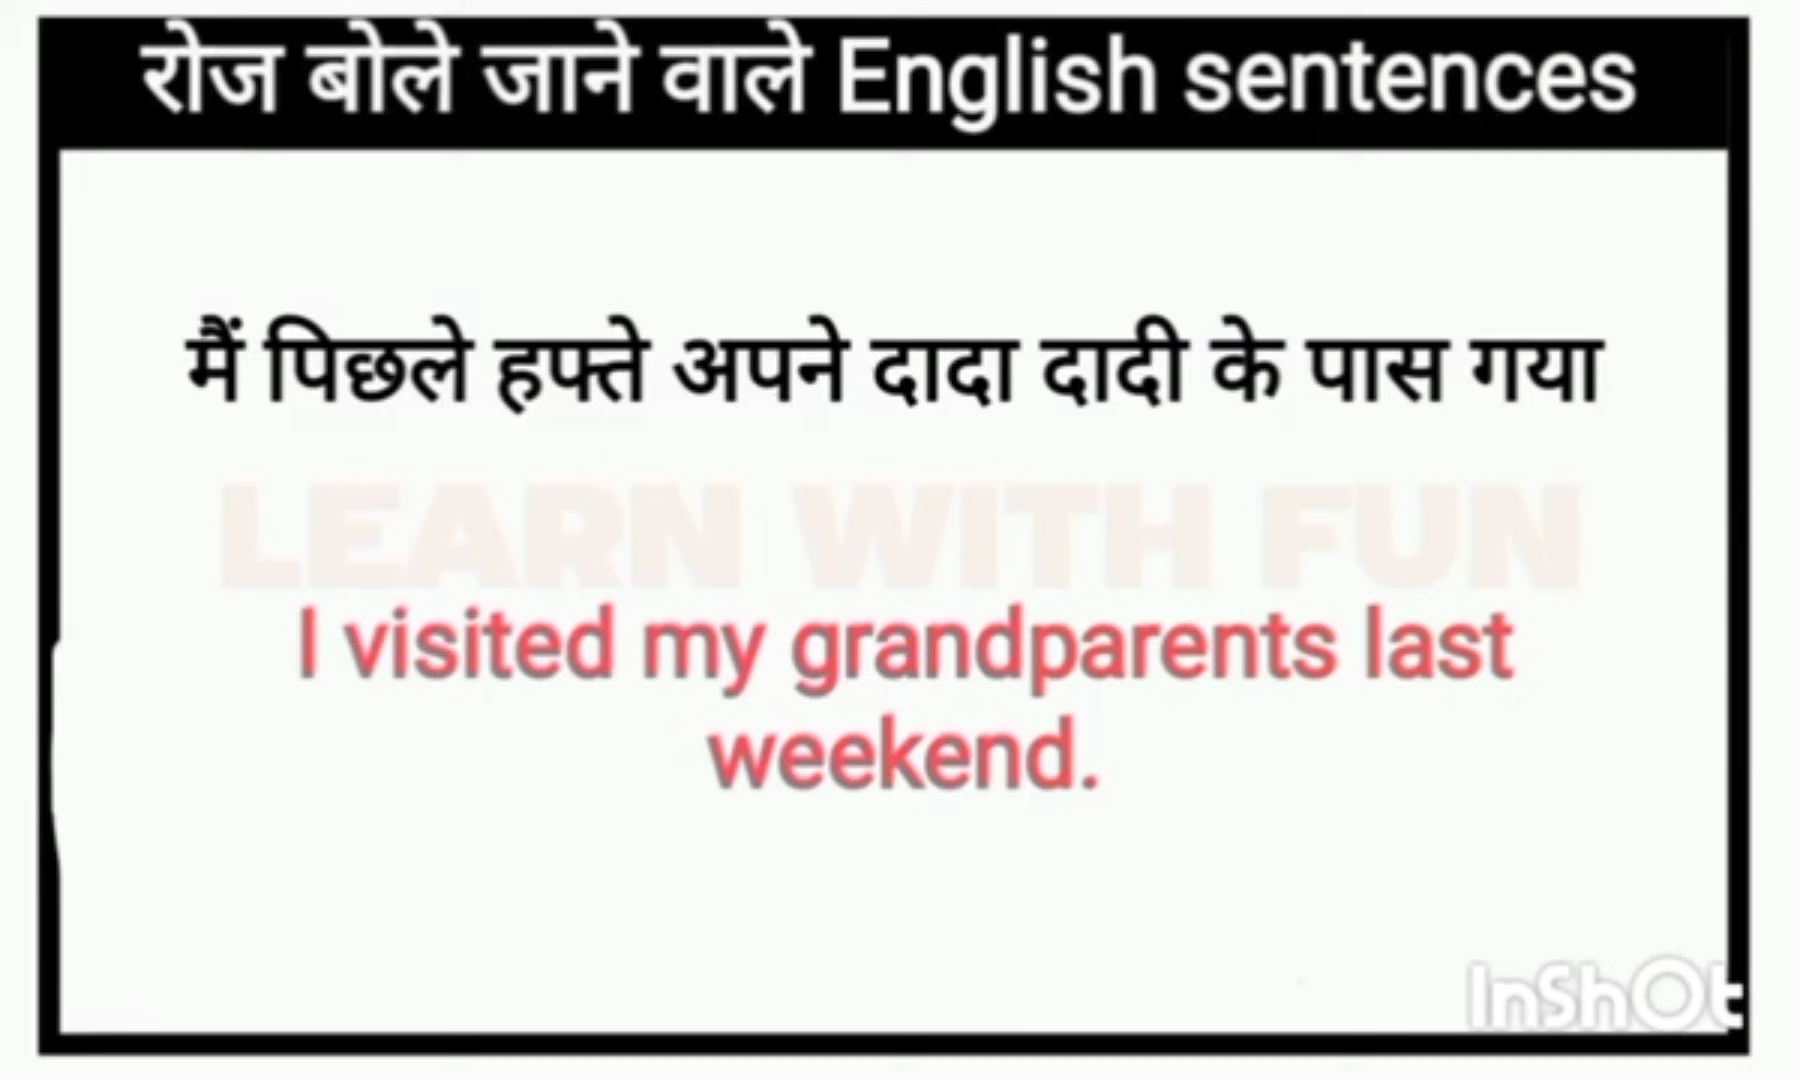 रोज बोले जाने वाले English sentences
मैं पिछले हफ्ते अपने दादा दादी के पास गया
LEARN WITH FUN
I visited my grandparents last
weekend.
InShOt